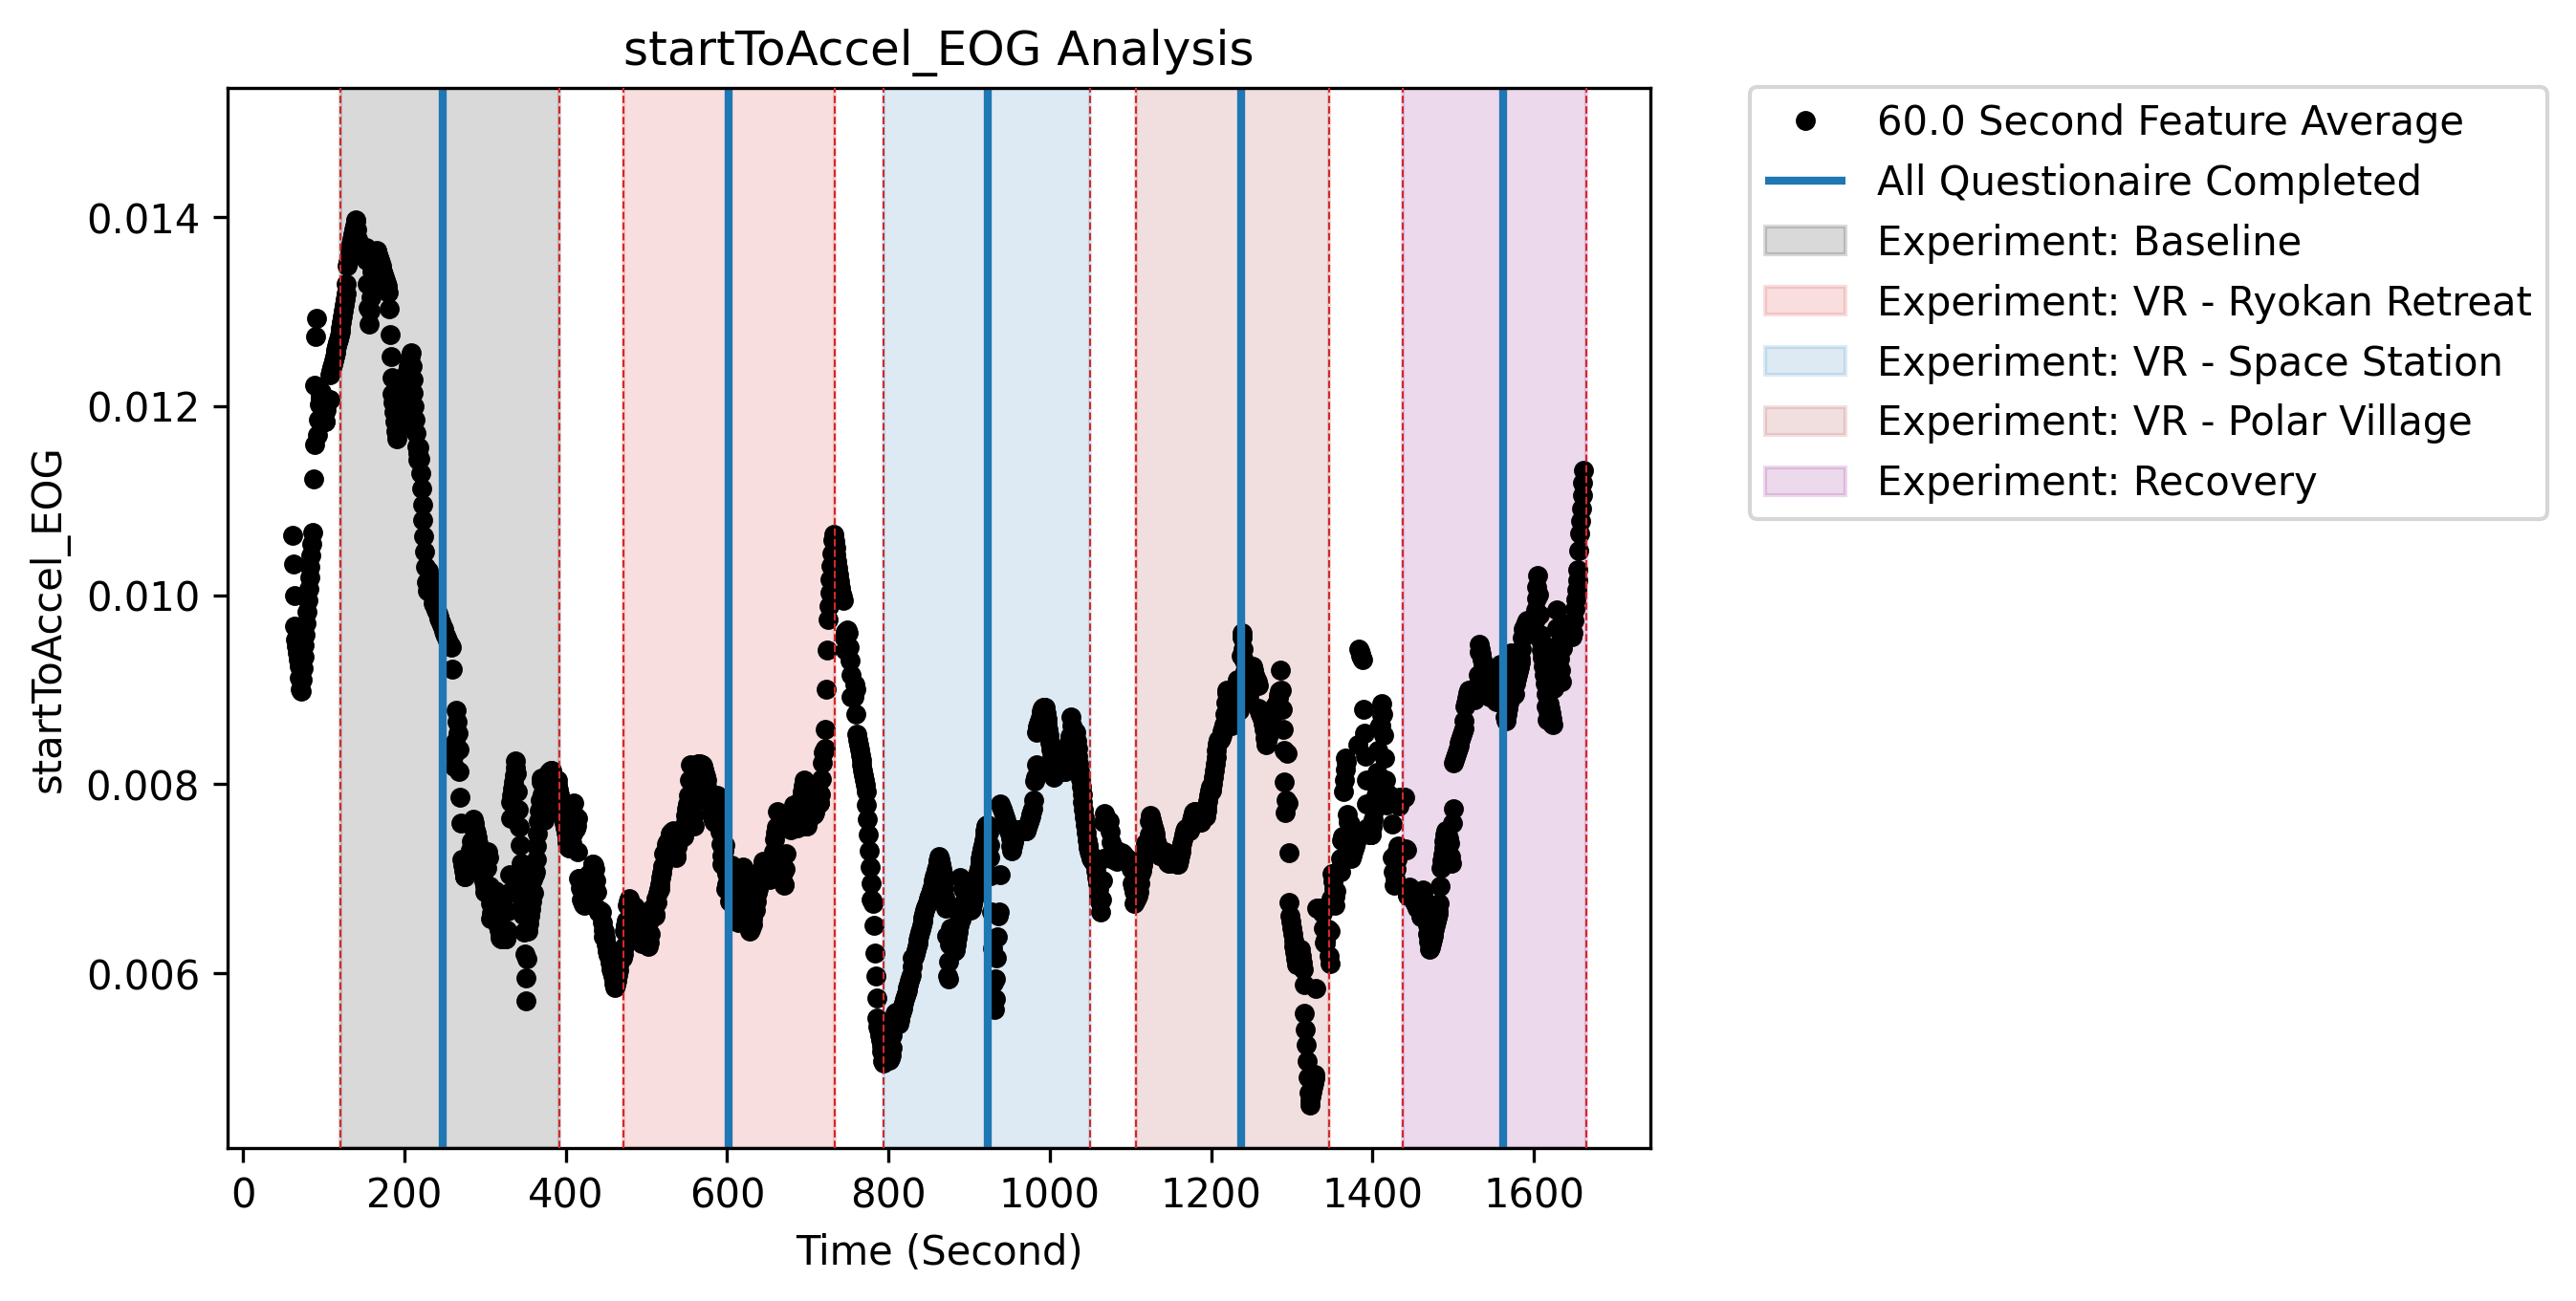 startToAccel_EOG Analysis
startToAccel_EOG
0.014
0.012
0.010
0.008
0.006
0 200 400 600 800 1000 1200 1400 1600
Time (Second)
60.0 Second Feature Average
All Questionaire Completed
Experiment: Baseline
Experiment: VR - Ryokan Retreat
Experiment: VR - Space Station
Experiment: VR - Polar Village
Experiment: Recovery